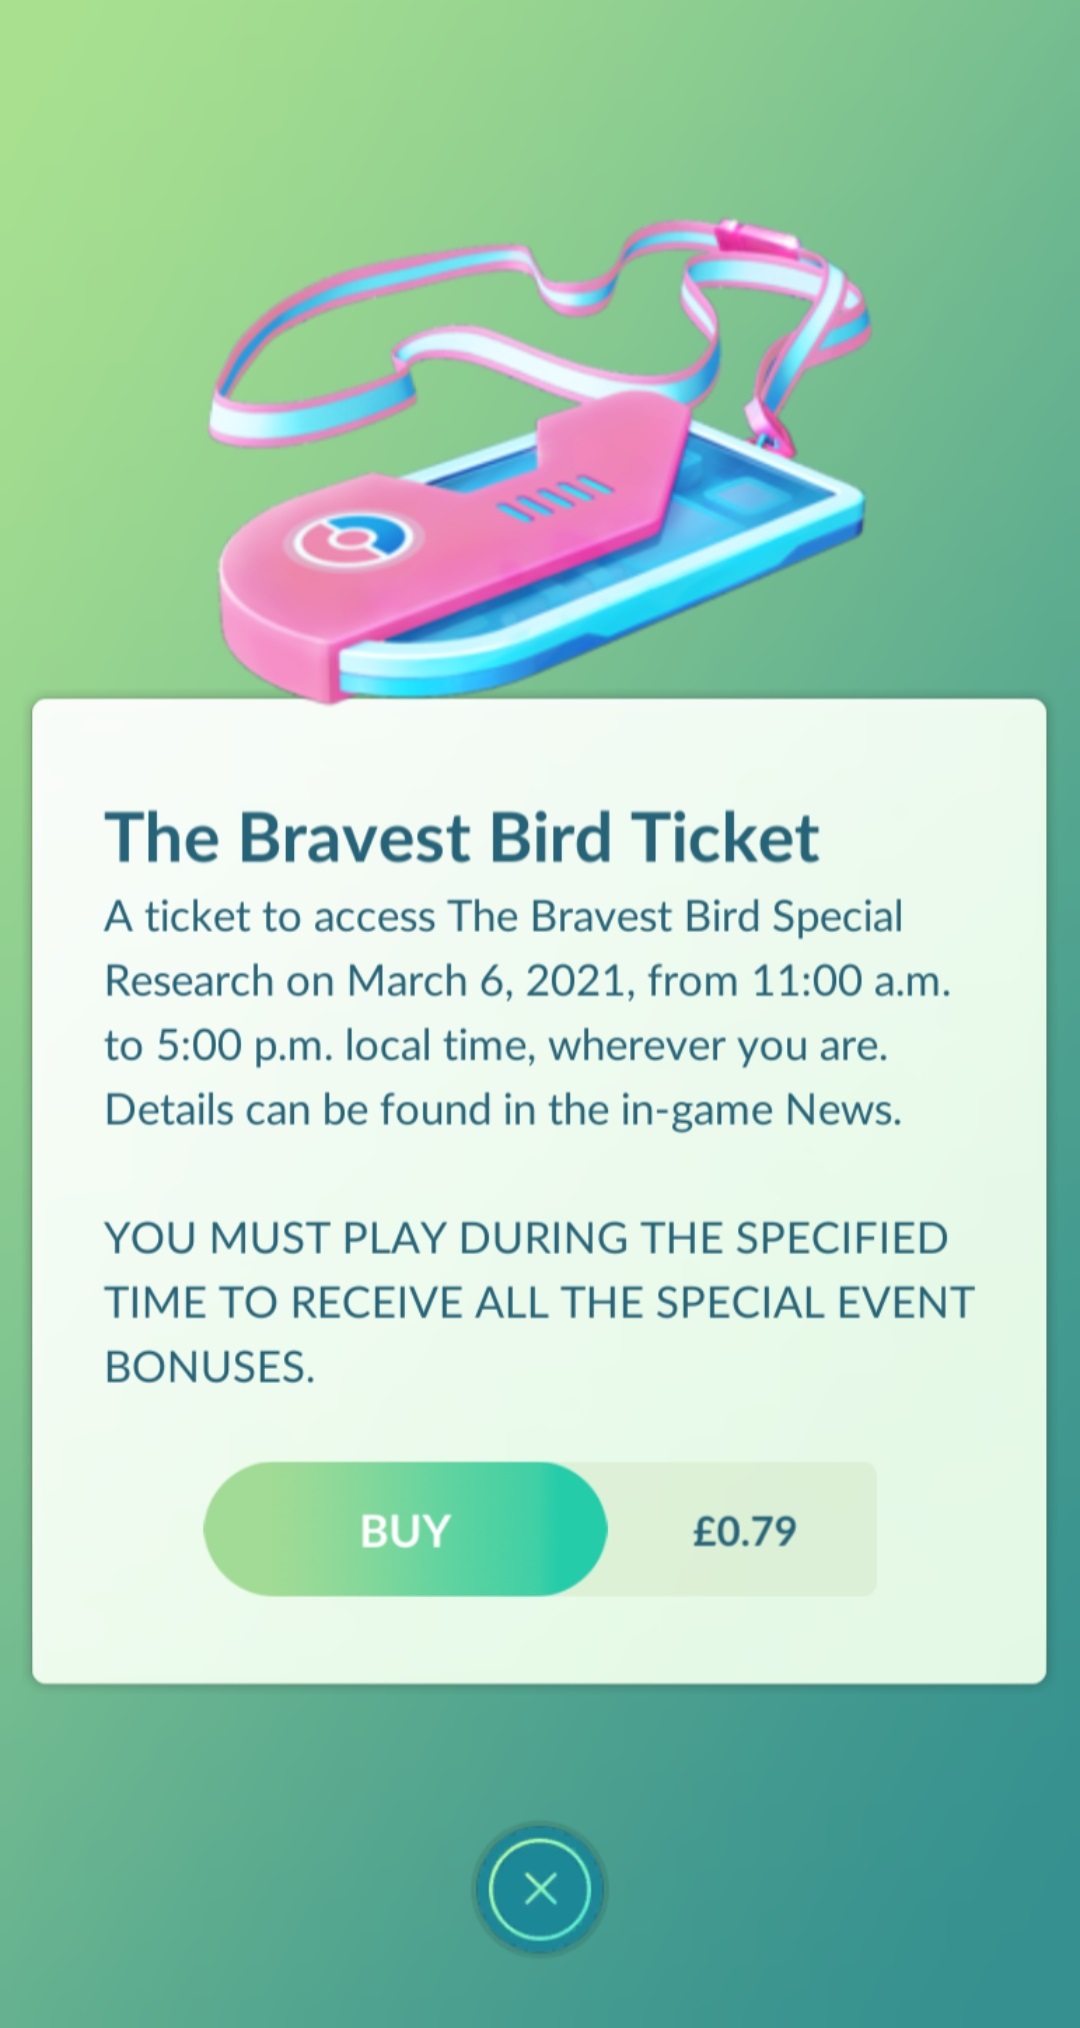 The Bravest Bird Ticket
A ticket to access The Bravest Bird Special
Research on March 6, 2021, from 11:00 a.m.
to 5:00 p.m. local time, wherever you are.
Details can be found in the in-game News.
YOU MUST PLAY DURING THE SPECIFIED
TIME TO RECEIVE ALL THE SPECIAL EVENT
BONUSES.
BUY £0.79